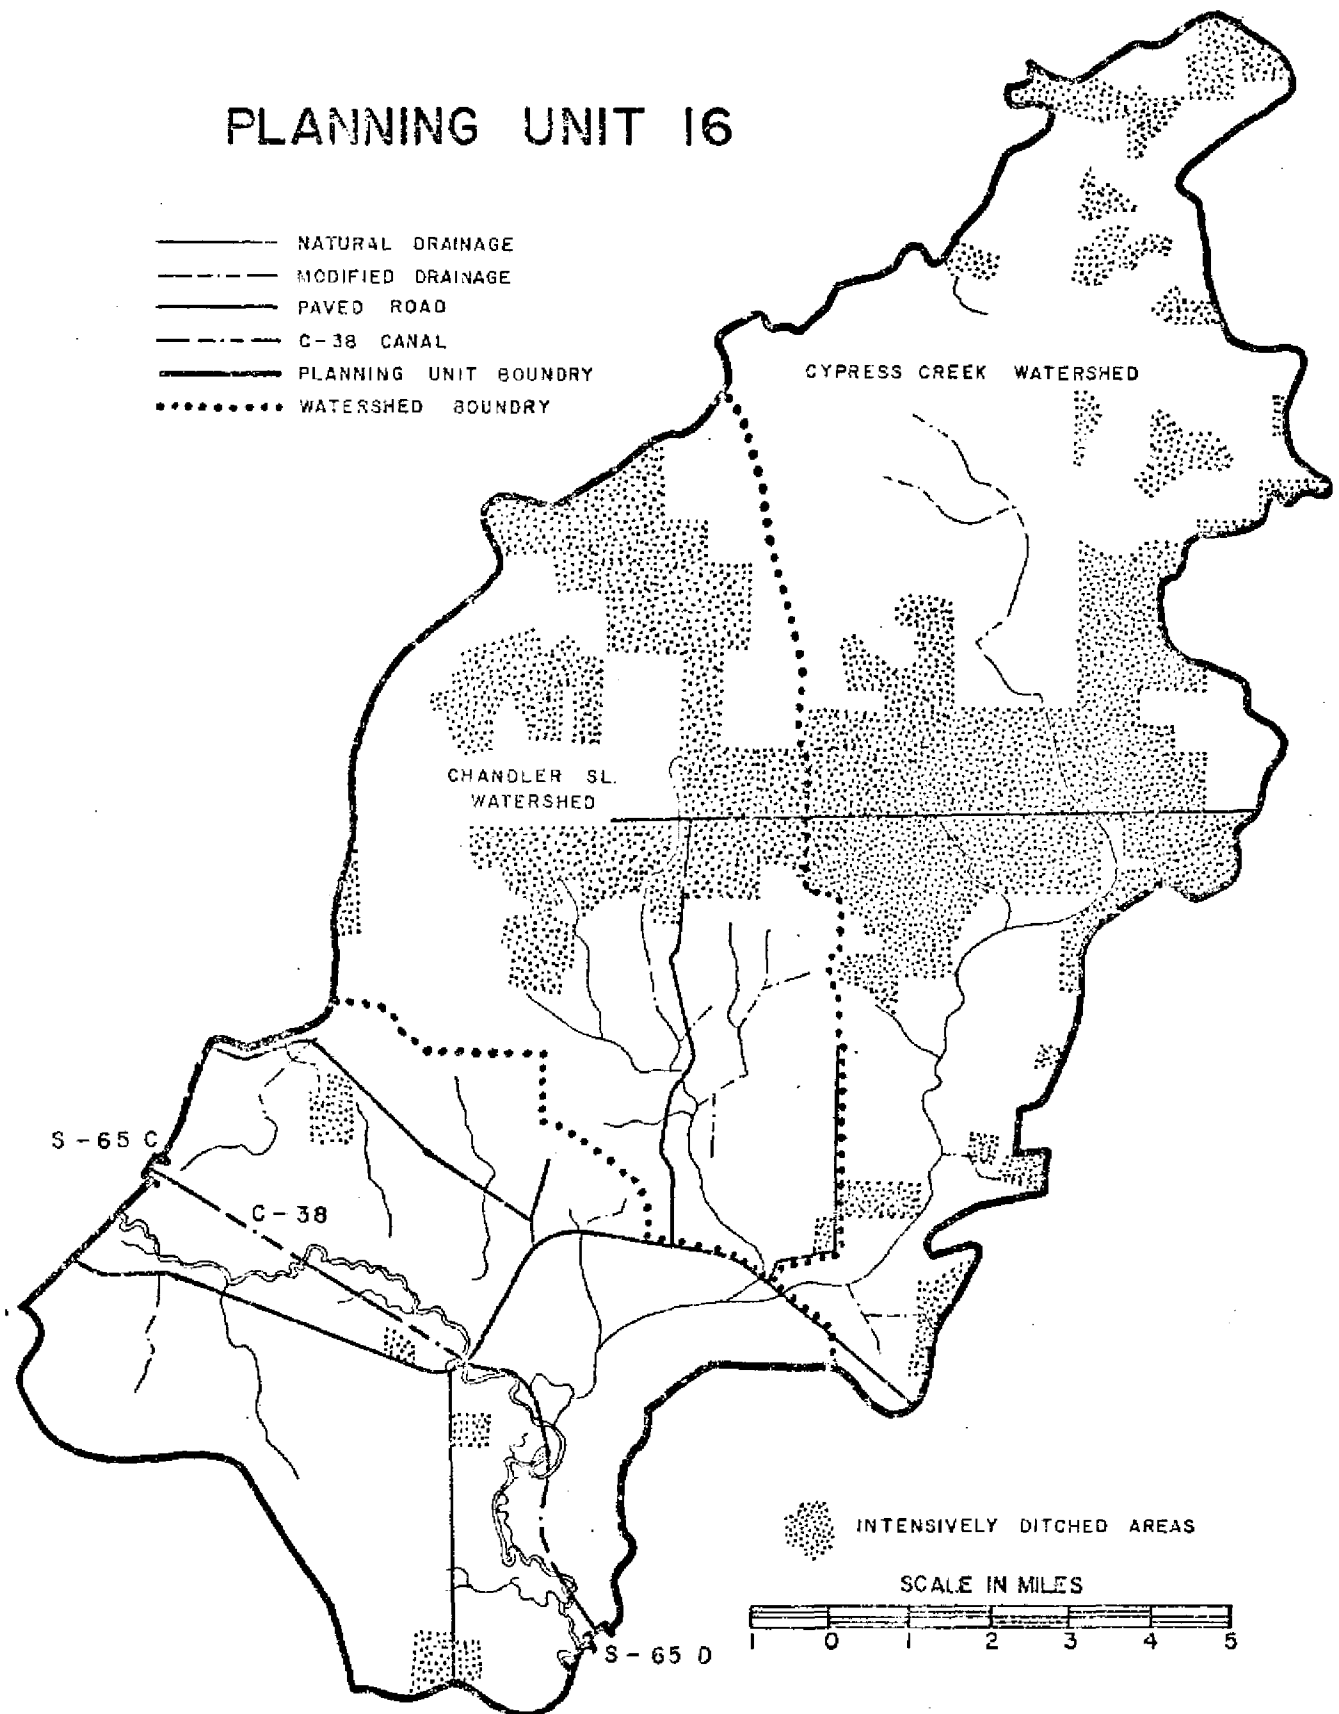 PLANNING UNIT 16
NATURAL DRAINAGE
MODIFIED DRAINAGE
PAVED ROAD
C-38 CANAL
PLANNING UNIT BOUNDRY
WATERSHED BOUNDRY
CYPRESS CREEK WATERSHED
CHANDLER SL.
WATERSHED
S-65 C
C-38
INTENSIVELY DITCHED AREAS
SCALE IN MILES
1 0 1 2 3 4 5
S-65 D